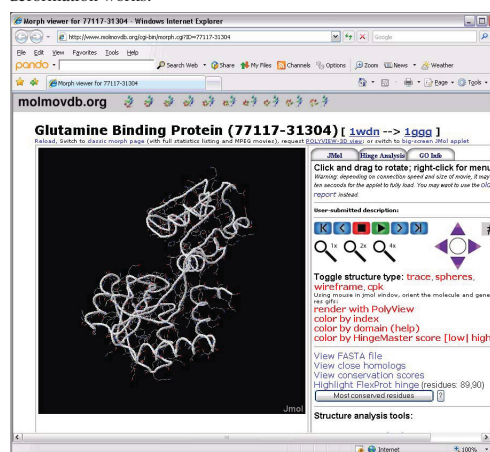 Morph viewer for 77117-31304 - Windows Internet Explorer
http://www.molmovdb.org/cgi-bin/morph.cgi?ID=77117-31304
Google
File Edit View Favorites Tools Help
pando Search Web Share My Files Channels Options Zoom News Weather
Morph viewer for 77117-31304 Page Tools
molmovdb.org
Glutamine Binding Protein (77117-31304) [ 1wdn --> 1ggg ]
Reload, Switch to classic morph page (with full statistics listing and MPEG movies), request POLYVIEW-3D view; or switch to big-screen JMol applet
JMol Hinge Analysis GO Info
Click and drag to rotate; right-click for menu
Warning: depending on connection speed and size of movie, it may
ten seconds for the applet to fully load. You may want to use the old
report instead.
User-submitted description:
1x 2x 4x
Toggle structure type: trace, spheres,
wireframe, cpk
Using mouse in jmol window, orient the molecule and gene
res gifs:
render with PolyView
color by index
color by domain (help)
color by HingeMaster score [low| high
View FASTA file
View close homologs
View conservation scores
Highlight FlexProt hinge (residues: 89,90)
Most conserved residues ?
Structure analysis tools:
Jmol
Internet 100%